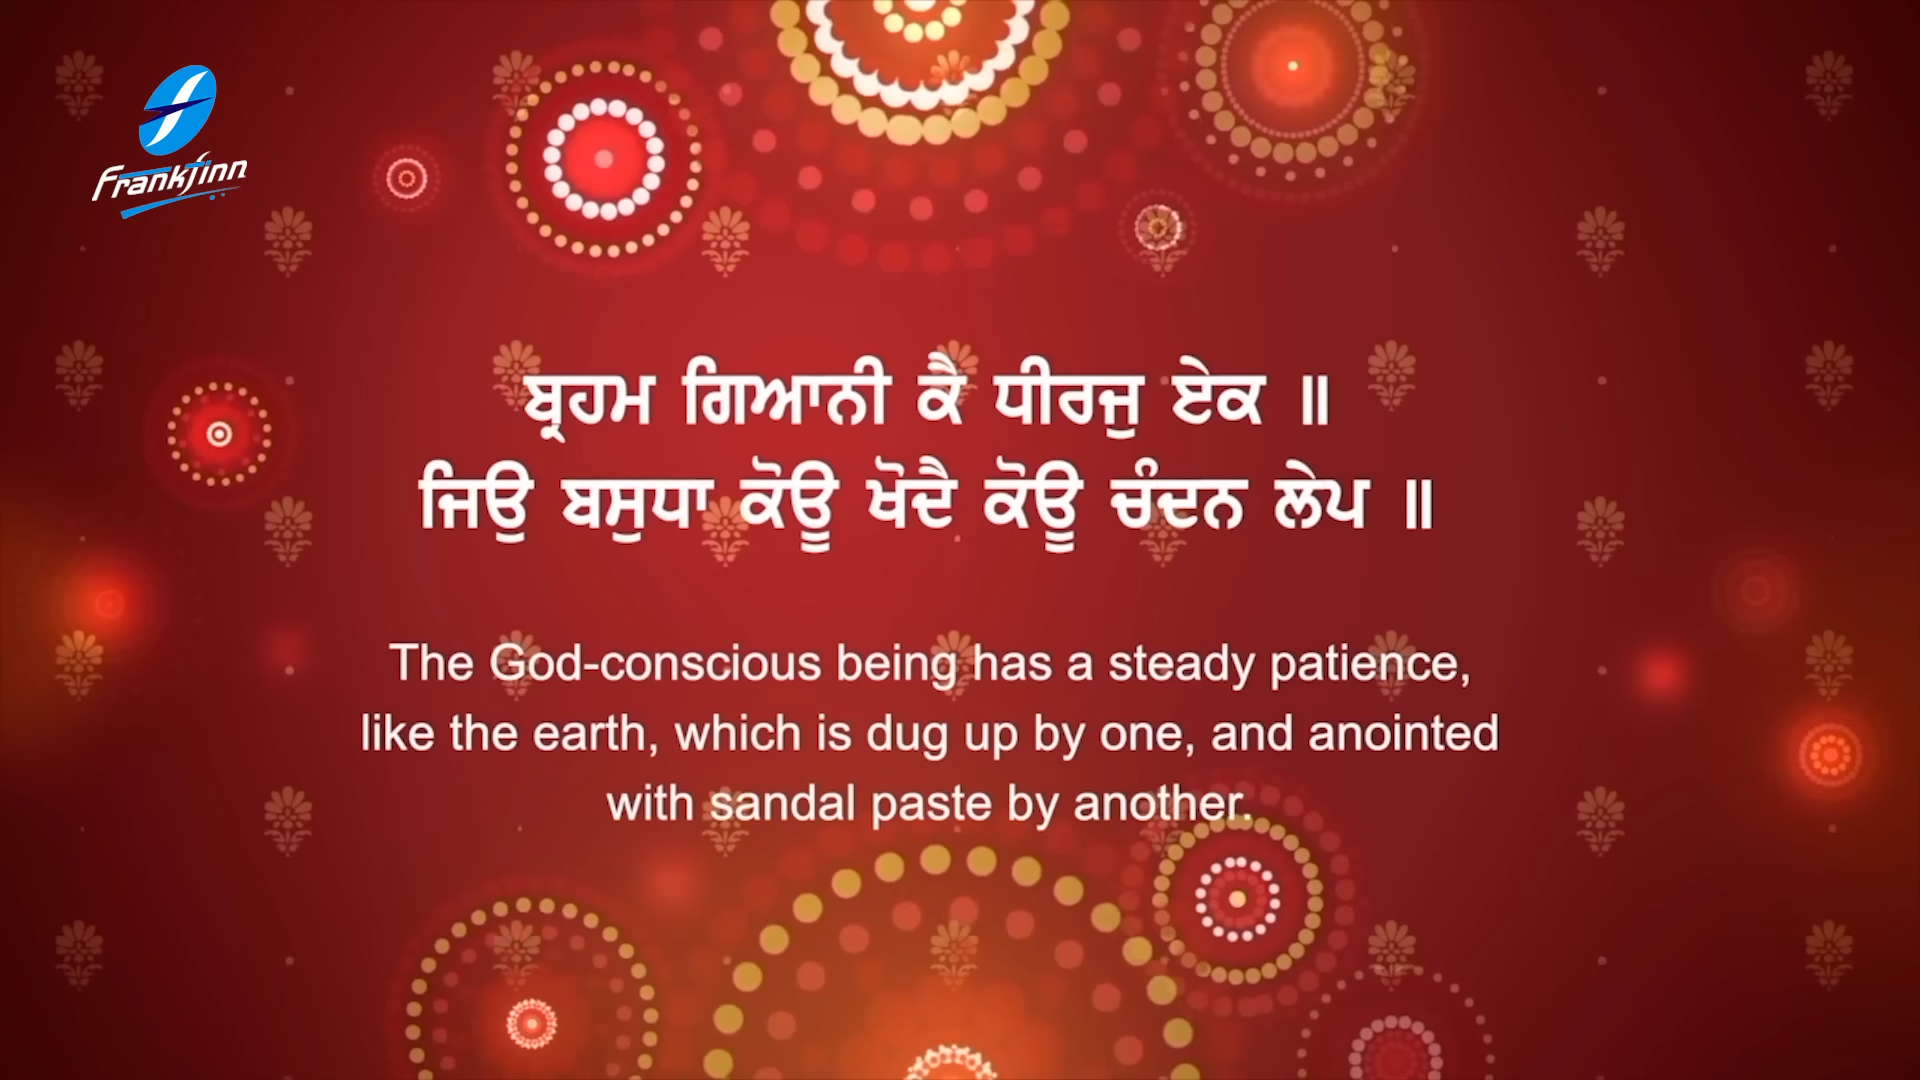 Frankfinn
ਬ੍ਰਹਮ ਗਿਆਨੀ ਕੈ ਧੀਰਜੁ ਏਕ ॥
ਜਿਉ ਬਸੁਧਾ ਕੋਊ ਖੋਦੈ ਕੋਊ ਚੰਦਨ ਲੇਪ ॥
The God-conscious being has a steady patience,
like the earth, which is dug up by one, and anointed
with sandal paste by another.